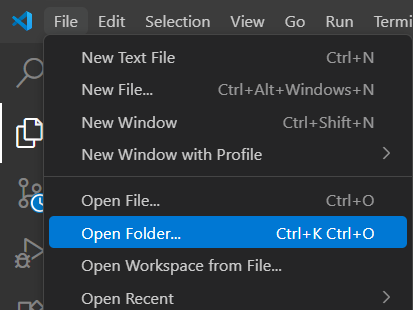 File Edit Selection View Go Run Termi
New Text File Ctrl+N
New File... Ctrl+Alt+Windows+N
New Window Ctrl+Shift+N
New Window with Profile
Open File... Ctrl+O
Open Folder... Ctrl+K Ctrl+O
Open Workspace from File...
Open Recent